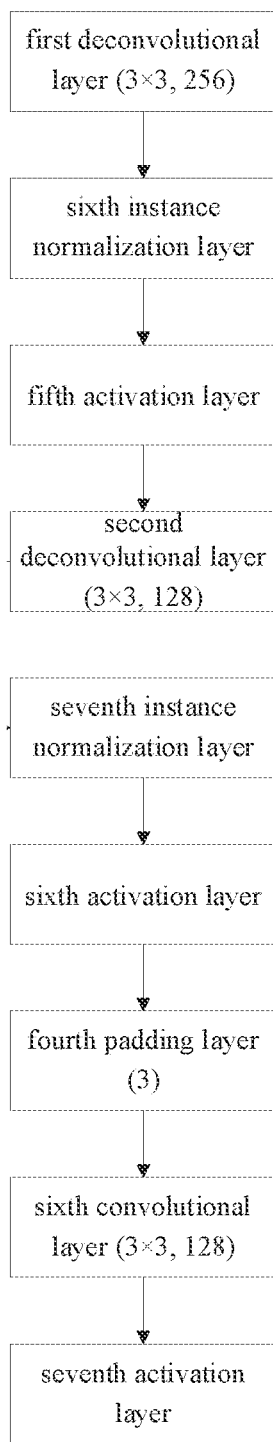 first deconvolutional
layer (3×3, 256)
sixth instance
normalization layer
fifth activation layer
second
deconvolutional layer
(3×3, 128)
seventh instance
normalization layer
sixth activation layer
fourth padding layer
(3)
sixth convolutional
layer (3×3, 128)
seventh activation
layer